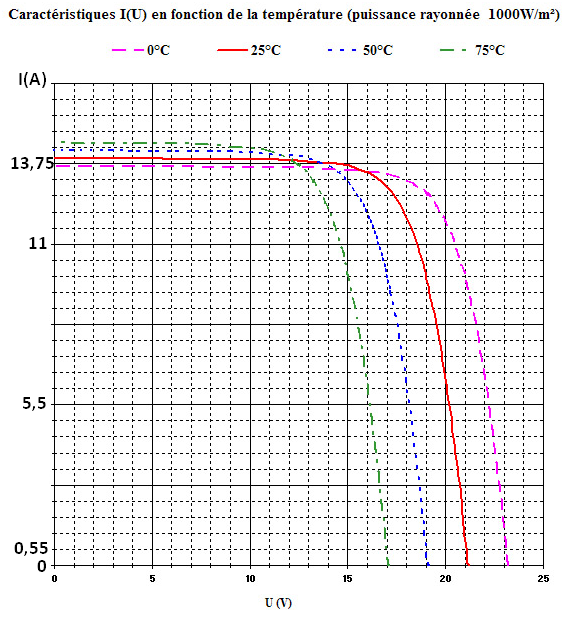 Caractéristiques I(U) en fonction de la température (puissance rayonnée 1000W/m²)
0°C 25°C 50°C 75°C
I(A)
13,75
11
5,5
0,55
0
0 5 10 15 20 25
U (V)